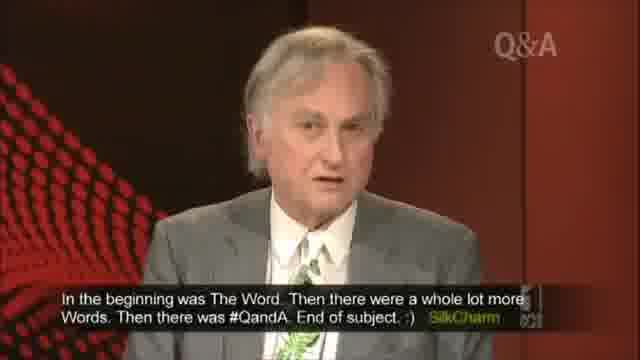 Q&A
In the beginning was The Word. Then there were a whole lot more
Words. Then there was #QandA. End of subject. :) SilkCharm